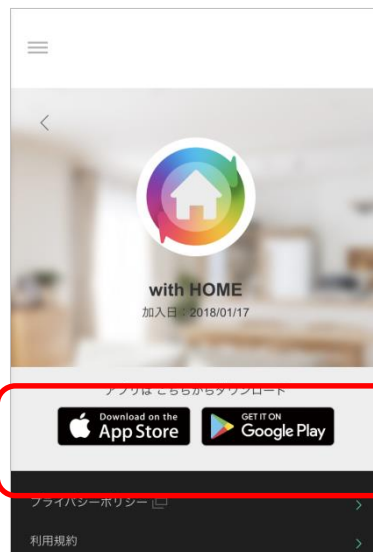 with HOME
加入日：2018/01/17
アプリは こちらからダウンロード
Download on the
App Store
GET IT ON
Google Play
プライバシーポリシー
利用規約